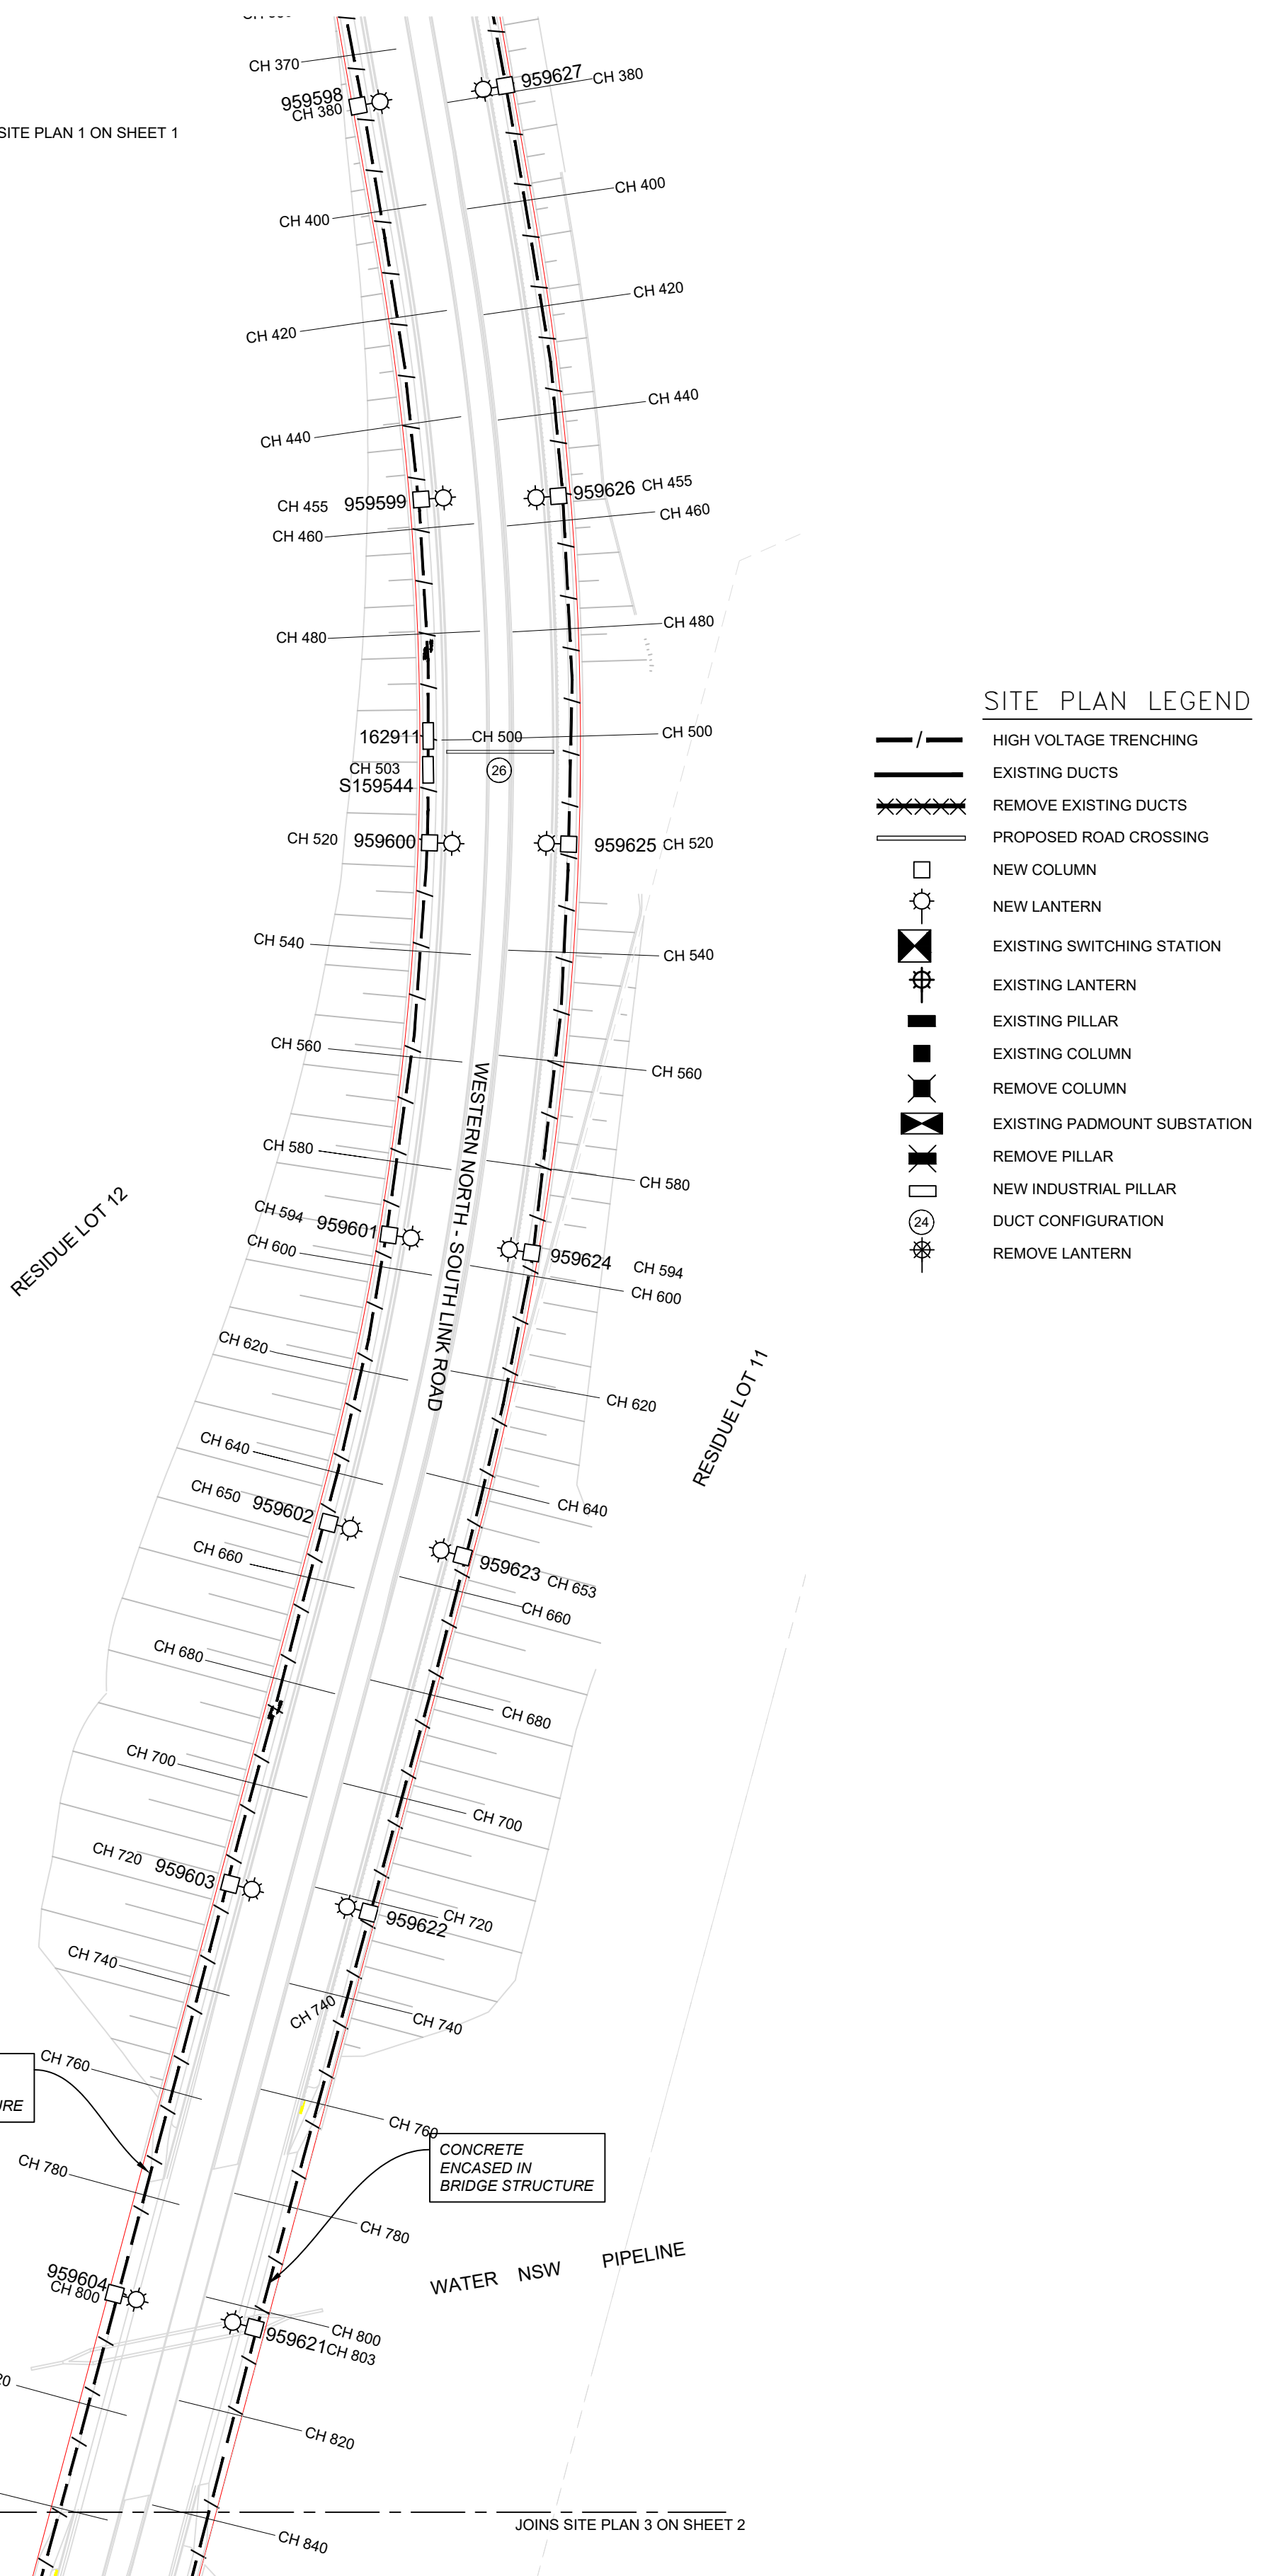 CH 370
959627
CH 380
959598
CH 380
SITE PLAN 1 ON SHEET 1
CH 400
CH 400
CH 420
CH 420
CH 440
CH 440
CH 455
959599
959626
CH 455
CH 460
CH 460
CH 480
CH 480
162911
CH 500
CH 500
CH 503
S159544
26
CH 520
959600
959625
CH 520
CH 540
CH 540
CH 560
CH 560
WESTERN NORTH - SOUTH LINK ROAD
CH 580
CH 580
RESIDUE LOT 12
CH 594
959601
959624
CH 594
CH 600
CH 600
CH 620
CH 620
RESIDUE LOT 11
CH 640
CH 640
CH 650
959602
CH 660
959623
CH 653
CH 660
CH 680
CH 680
CH 700
CH 700
CH 720
959603
959622
CH 720
CH 740
CH 740
CH 740
CH 760
CH 760
CONCRETE
ENCASED IN
BRIDGE STRUCTURE
CH 780
CH 780
WATER NSW PIPELINE
959604
CH 800
CH 800
959621
CH 803
CH 820
JOINS SITE PLAN 3 ON SHEET 2
CH 840
SITE PLAN LEGEND
HIGH VOLTAGE TRENCHING
EXISTING DUCTS
REMOVE EXISTING DUCTS
PROPOSED ROAD CROSSING
NEW COLUMN
NEW LANTERN
EXISTING SWITCHING STATION
EXISTING LANTERN
EXISTING PILLAR
EXISTING COLUMN
REMOVE COLUMN
EXISTING PADMOUNT SUBSTATION
REMOVE PILLAR
NEW INDUSTRIAL PILLAR
24
DUCT CONFIGURATION
REMOVE LANTERN